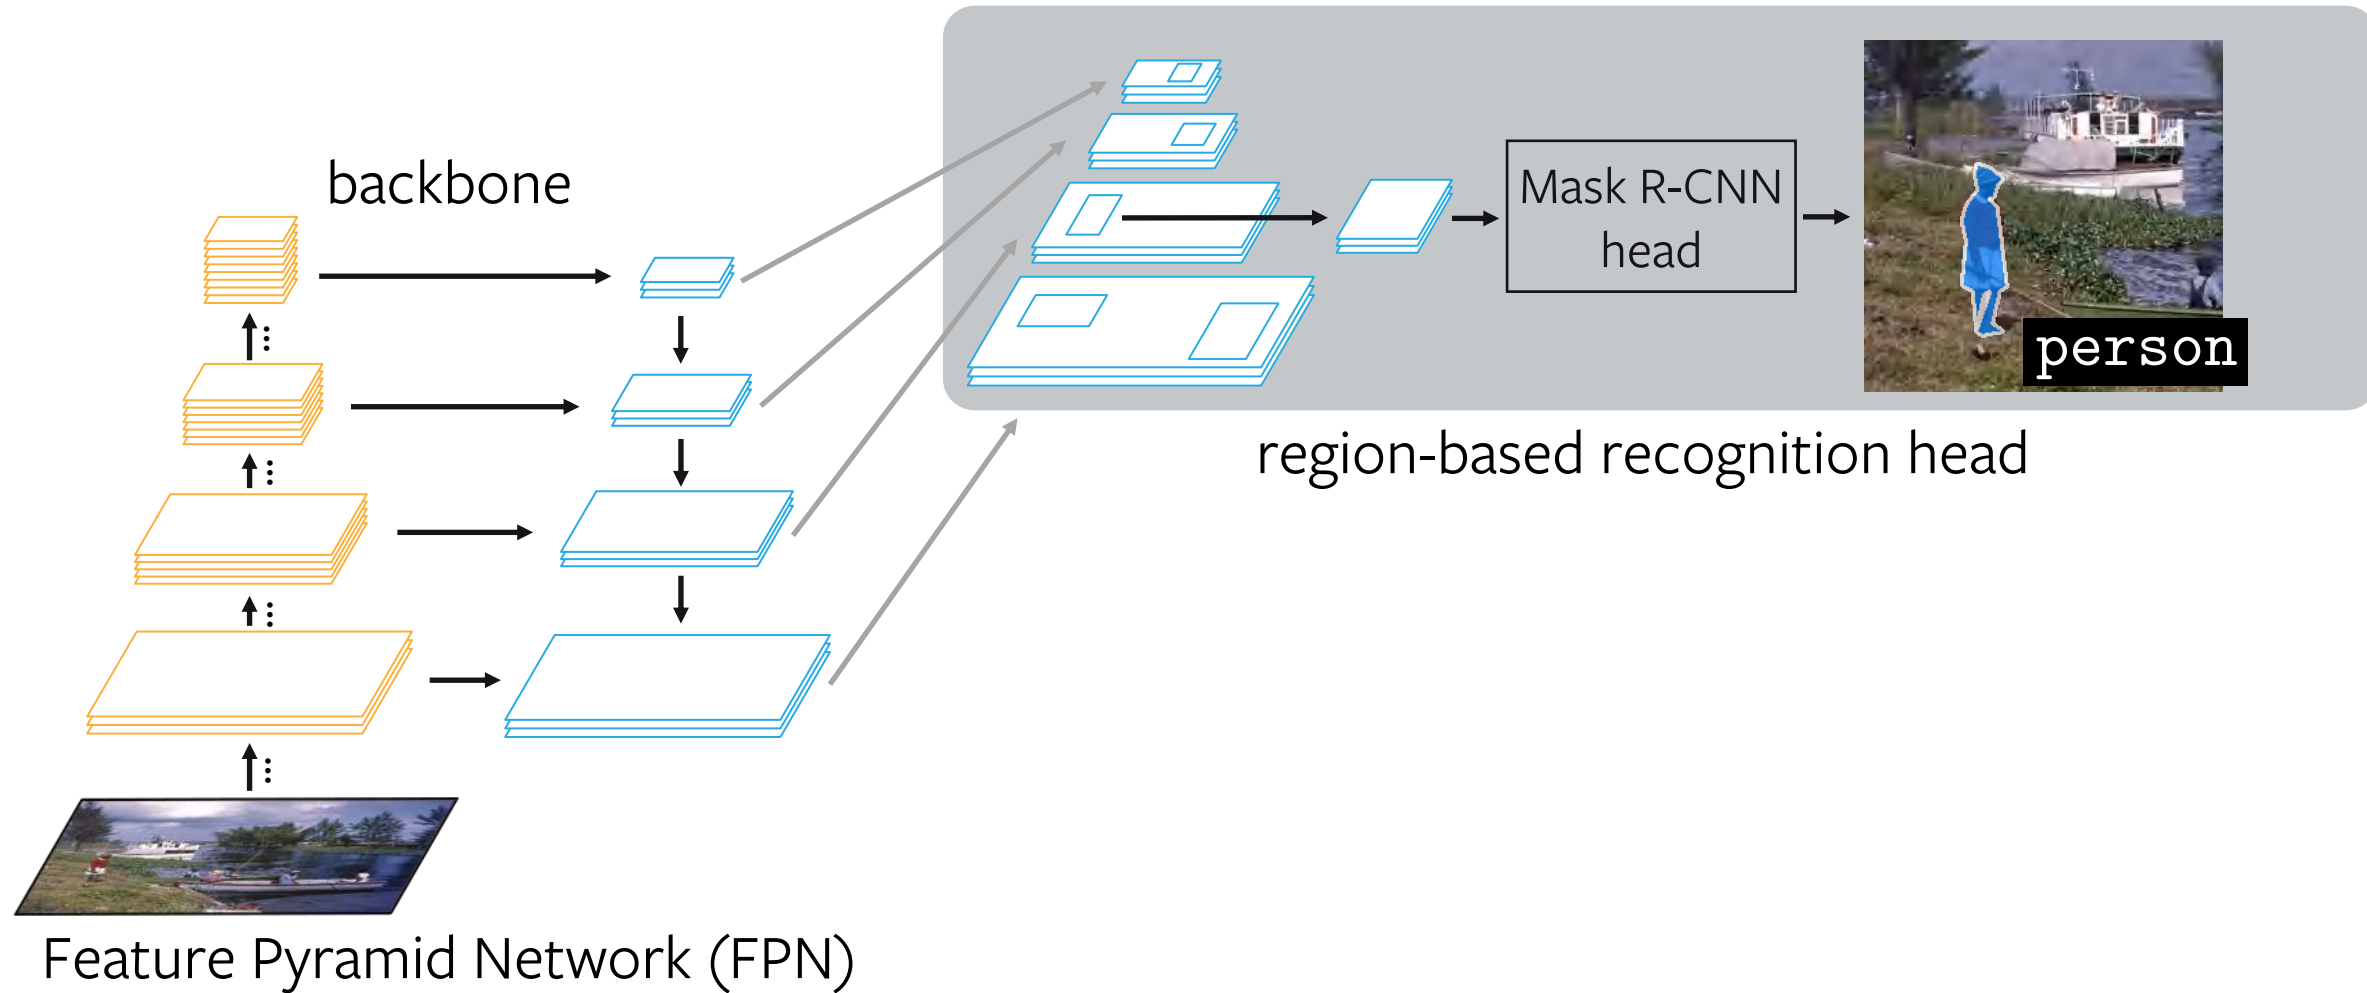 backbone
Mask R-CNN
head
person
region-based recognition head
Feature Pyramid Network (FPN)